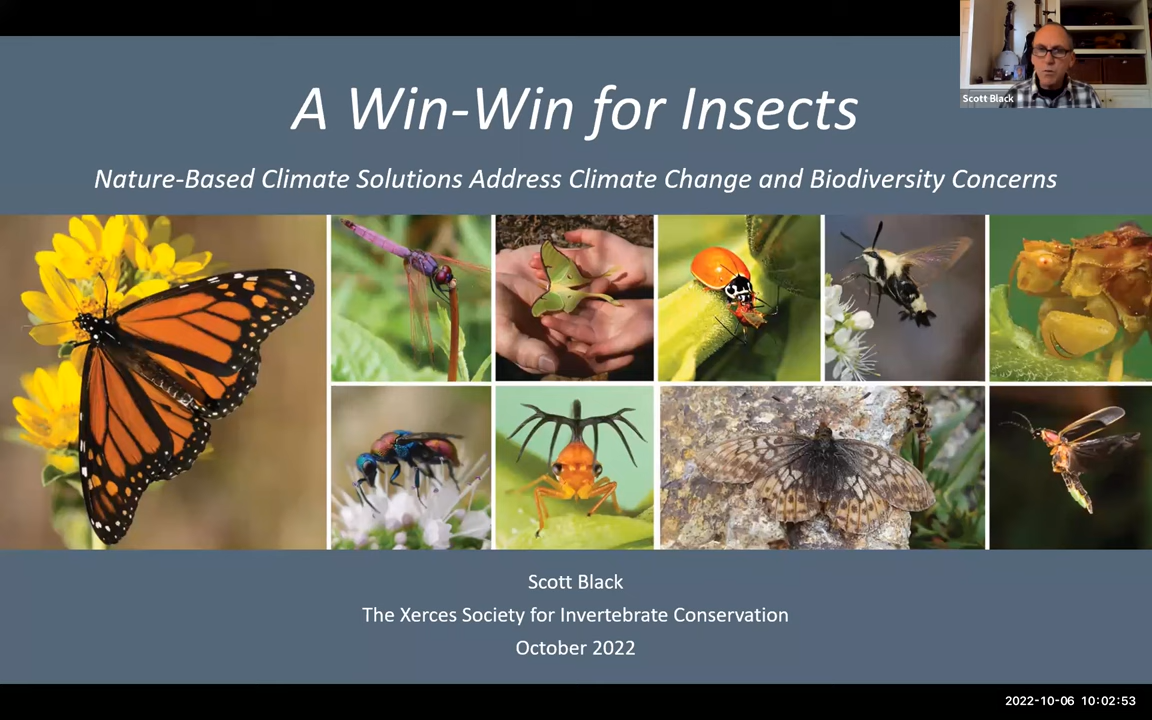 A Win-Win for Insects
Scott Black
Nature-Based Climate Solutions Address Climate Change and Biodiversity Concerns
Scott Black
The Xerces Society for Invertebrate Conservation
October 2022
2022-10-06 10:02:53